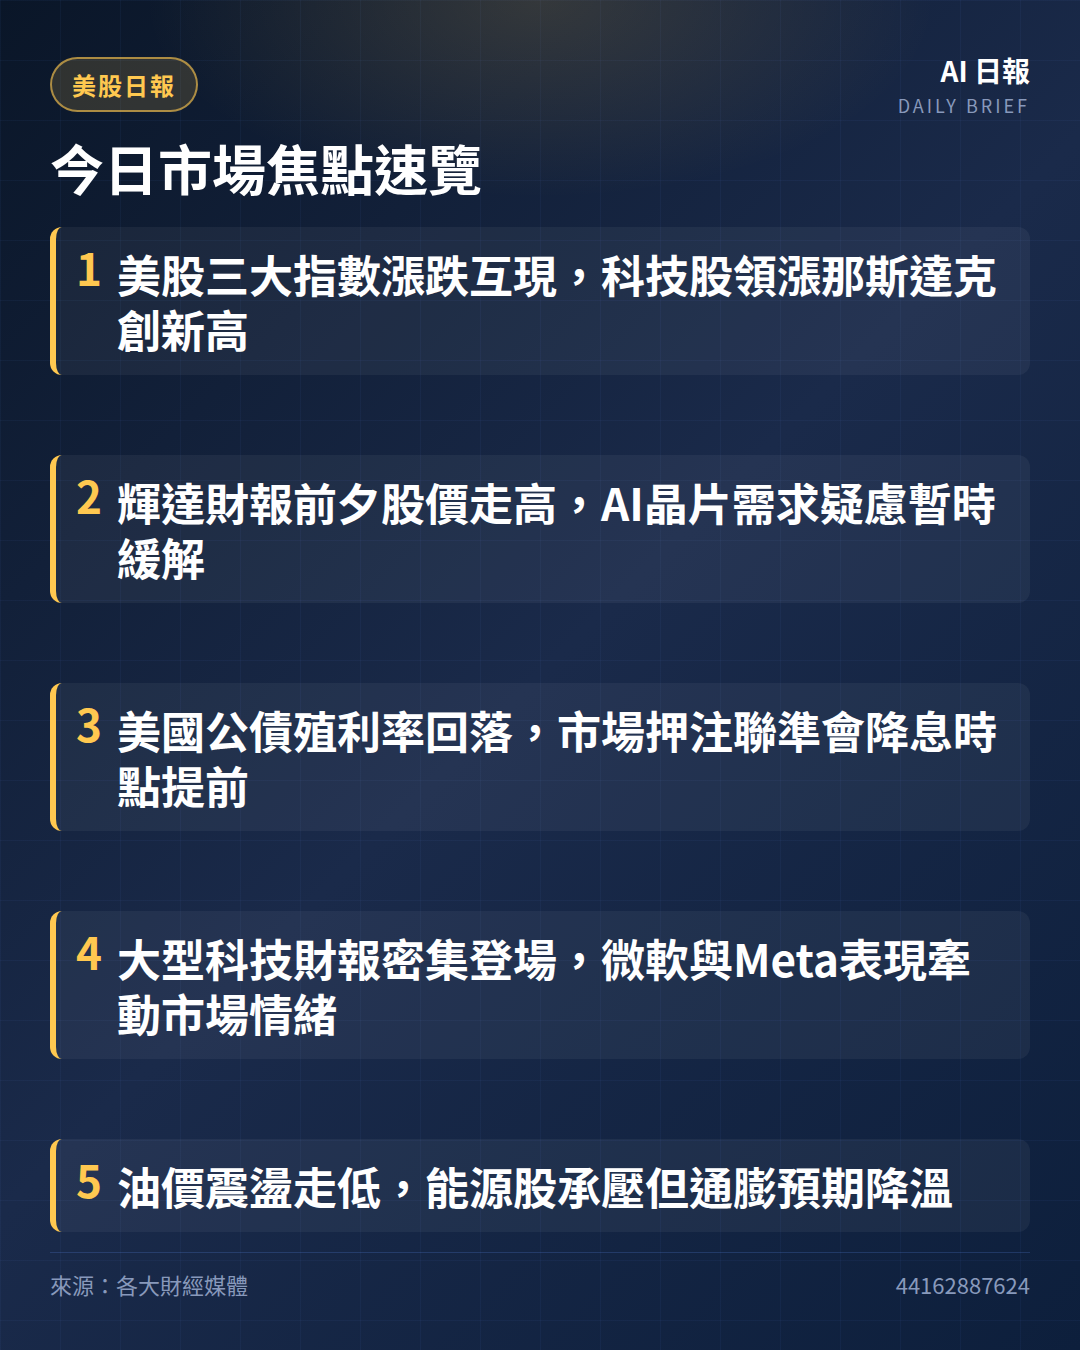 美股日報
AI 日報
DAILY BRIEF
今日市場焦點速覽
1 美股三大指數漲跌互現，科技股領漲那斯達克
創新高
2 輝達財報前夕股價走高，AI晶片需求疑慮暫時
緩解
3 美國公債殖利率回落，市場押注聯準會降息時
點提前
4 大型科技財報密集登場，微軟與Meta表現牽
動市場情緒
5 油價震盪走低，能源股承壓但通膨預期降溫
來源：各大財經媒體
44162887624